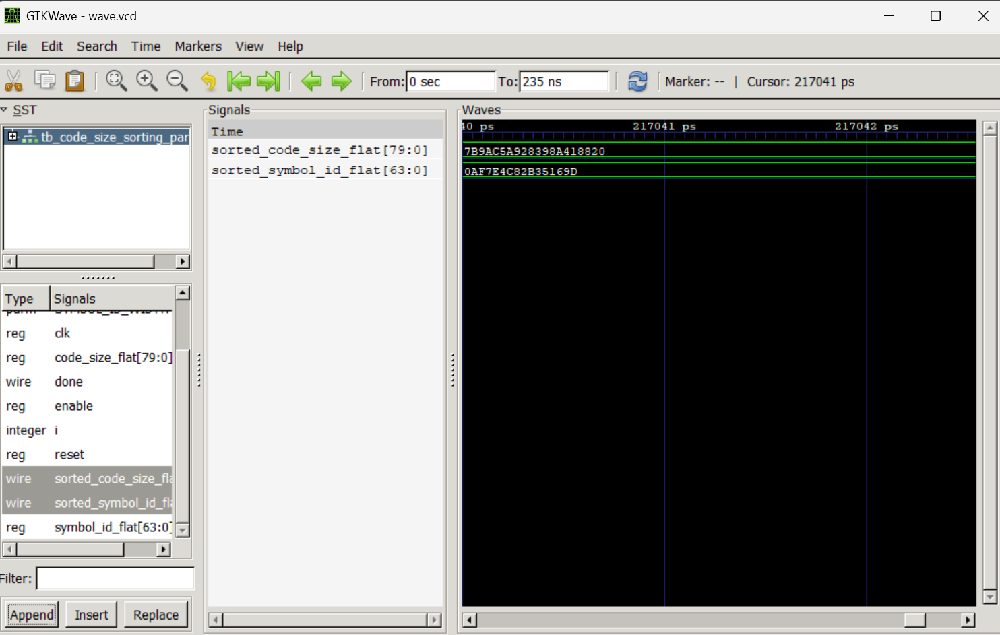 GTKWave - wave.vcd
File Edit Search Time Markers View Help
From: 0 sec To: 235 ns Marker: -- | Cursor: 217041 ps
SST
tb_code_size_sorting_par
Type Signals
reg clk
reg code_size_flat[79:0]
wire done
reg enable
integer i
reg reset
wire sorted_code_size_fla
wire sorted_symbol_id_fla
reg symbol_id_flat[63:0]
Filter:
Append Insert Replace
Signals
Time
sorted_code_size_flat[79:0]
sorted_symbol_id_flat[63:0]
Waves
40 ps 217041 ps 217042 ps
7B9AC5A928398A418820
0AF7E4C82B35169D